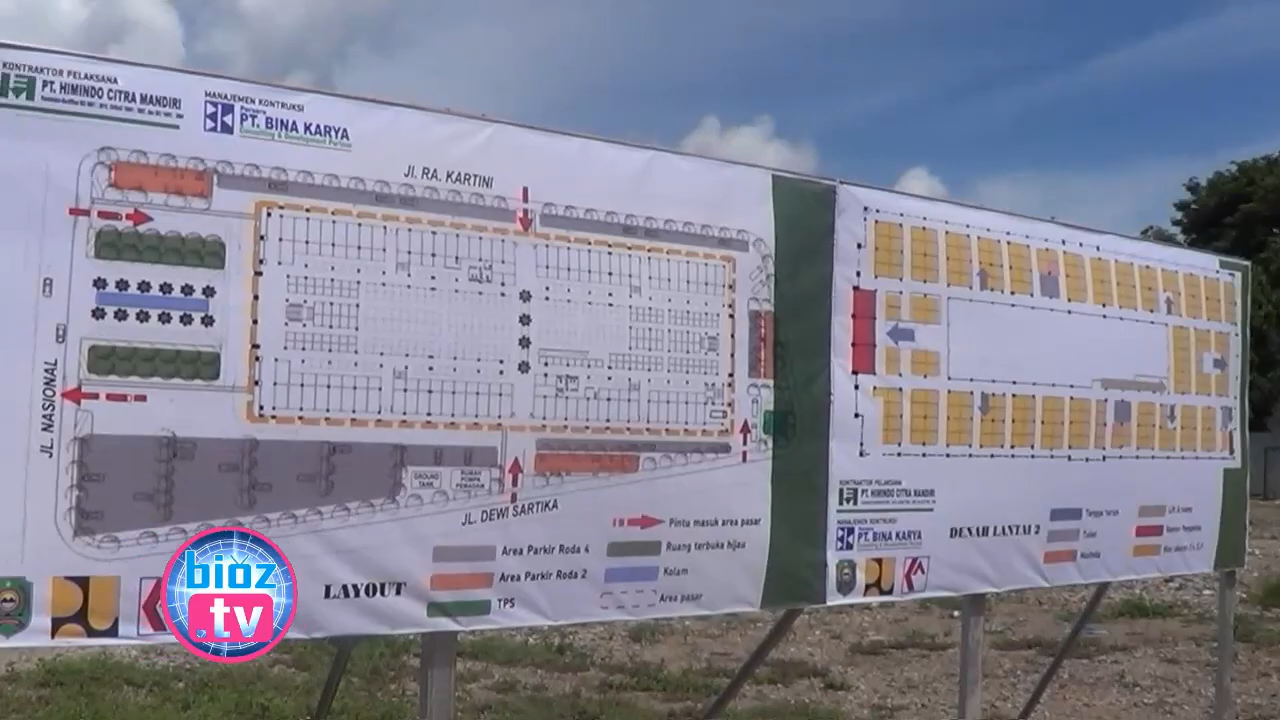 KONTRAKTOR PELAKSANA
PT. HIMINDO CITRA MANDIRI
MANAJEMEN KONTRUKSI
Persero
PT. BINA KARYA
Consulting & Development Partner
Jl. RA. KARTINI
JL. NASIONAL
GROUND
TANK
RUMAH
POMPA
PEMADAM
JL. DEWI SARTIKA
LAYOUT
Area Parkir Roda 4
Area Parkir Roda 2
TPS
Pintu masuk area pasar
Ruang terbuka hijau
Kolam
Area pasar
KONTRAKTOR PELAKSANA
PT. HIMINDO CITRA MANDIRI
MANAJEMEN KONTRUKSI
PT. BINA KARYA
DENAH LANTAI 2
Toilet
Musholla
bioz
.tv